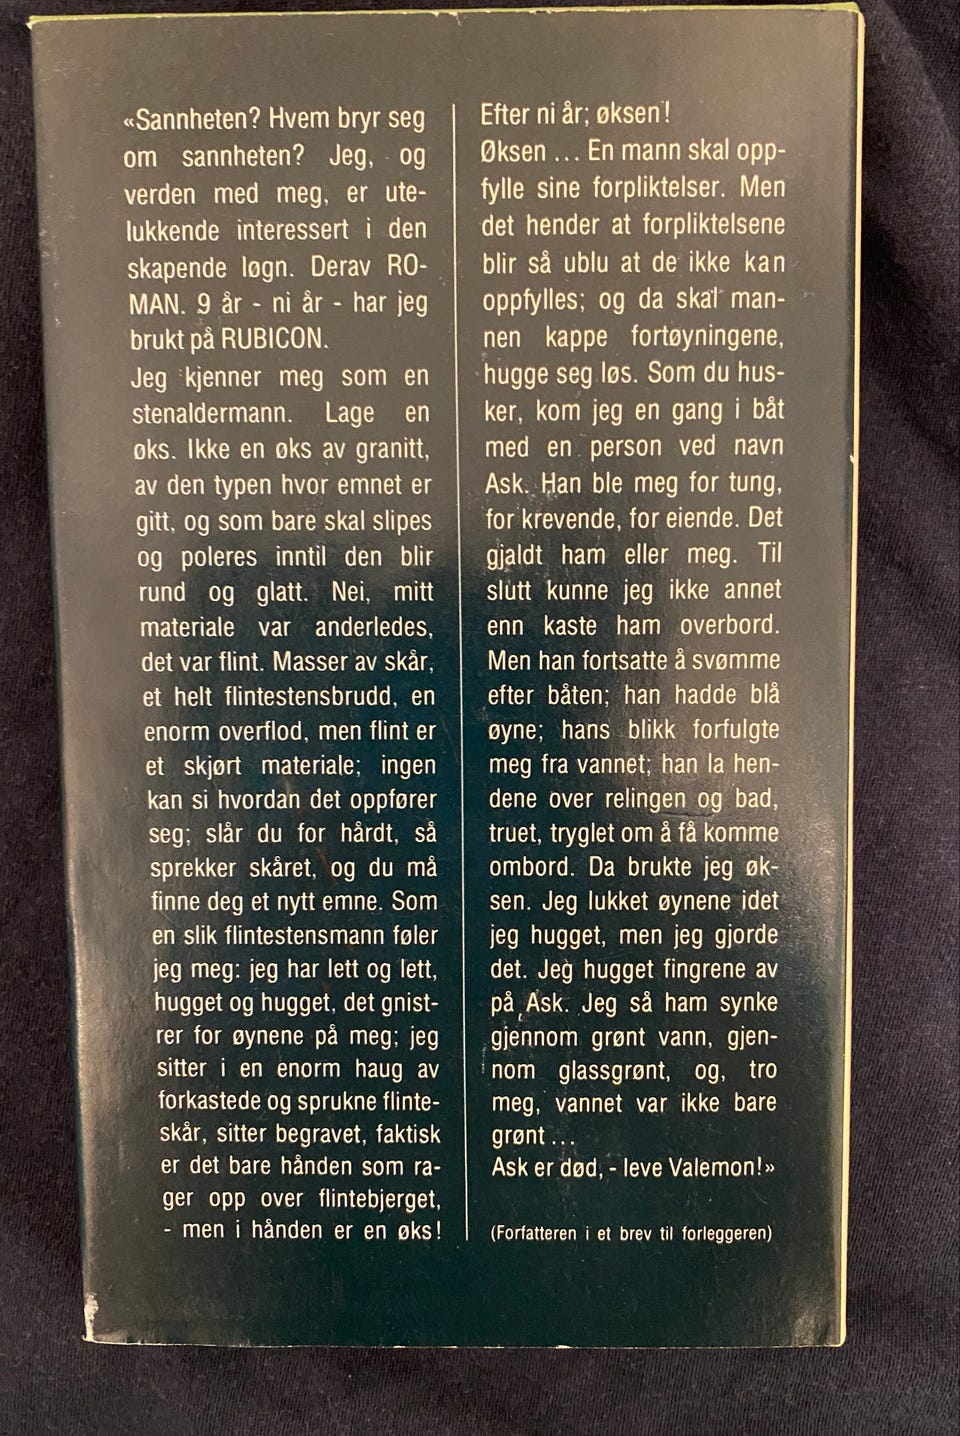 «Sannheten? Hvem bryr seg
om sannheten? Jeg, og
verden med meg, er ute-
lukkende interessert i den
skapende løgn. Derav RO-
MAN. 9 år - ni år - har jeg
brukt på RUBICON.
Jeg kjenner meg som en
stenaldermann. Lage en
øks. Ikke en øks av granitt,
av den typen hvor emnet er
gitt, og som bare skal slipes
og poleres inntil den blir
rund og glatt. Nei, mitt
materiale var anderledes,
det var flint. Masser av skår,
et helt flintestensbrudd, en
enorm overflod, men flint er
et skjørt materiale; ingen
kan si hvordan det oppfører
seg; slår du for hårdt, så
sprekker skåret, og du må
finne deg et nytt emne. Som
en slik flintestensmann føler
jeg meg: jeg har lett og lett,
hugget og hugget, det gnist-
rer for øynene på meg; jeg
sitter i en enorm haug av
forkastede og sprukne flinte-
skår, sitter begravet, faktisk
er det bare hånden som ra-
ger opp over flintebjerget,
- men i hånden er en øks!
Efter ni år; øksen!
Øksen ... En mann skal opp-
fylle sine forpliktelser. Men
det hender at forpliktelsene
blir så ublu at de ikke kan
oppfylles; og da skal man-
nen kappe fortøyningene,
hugge seg løs. Som du hus-
ker, kom jeg en gang i båt
med en person ved navn
Ask. Han ble meg for tung,
for krevende, for eiende. Det
gjaldt ham eller meg. Til
slutt kunne jeg ikke annet
enn kaste ham overbord.
Men han fortsatte å svømme
efter båten; han hadde blå
øyne; hans blikk forfulgte
meg fra vannet; han la hen-
dene over relingen og bad,
truet, tryglet om å få komme
ombord. Da brukte jeg øk-
sen. Jeg lukket øynene idet
jeg hugget, men jeg gjorde
det. Jeg hugget fingrene av
på Ask. Jeg så ham synke
gjennom grønt vann, gjen-
nom glassgrønt, og, tro
meg, vannet var ikke bare
grønt ...
Ask er død, - leve Valemon!»
(Forfatteren i et brev til forleggeren)